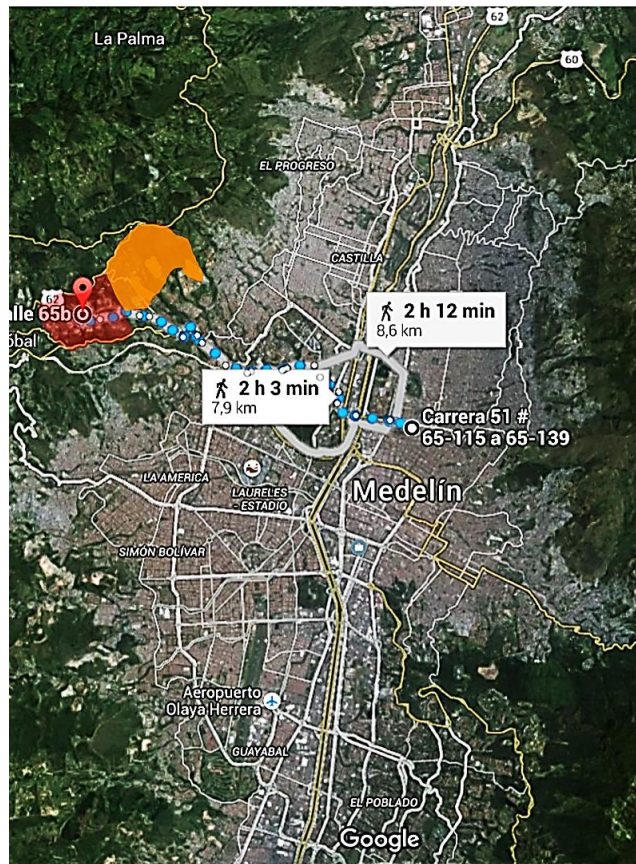 62
La Palma
60
EL PROGRESO
CASTILLA
62
alle 65b
óbal
2 h 12 min
8,6 km
2 h 3 min
7,9 km
Carrera 51 #
65-115 a 65-139
LA AMERICA
LAURELES
- ESTADIO
Medelín
SIMÓN BOLÍVAR
Aeropuerto
Olaya Herrera
GUAYABAL
EL POBLADO
Google